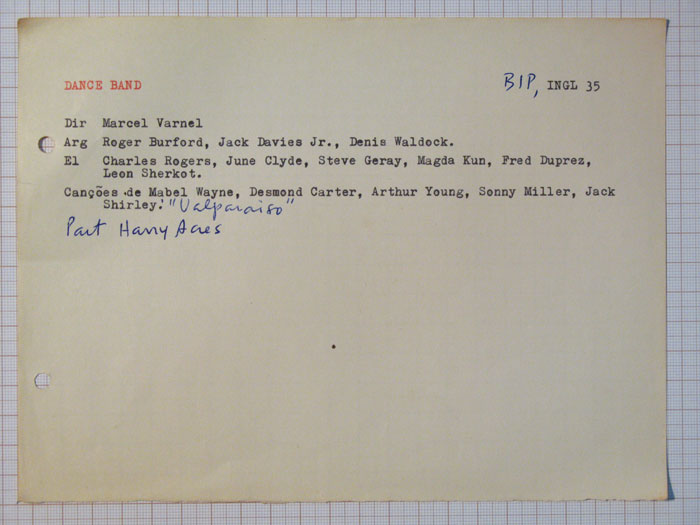 DANCE BAND BIP, INGL 35
Dir Marcel Varnel
Arg Roger Burford, Jack Davies Jr., Denis Waldock.
El Charles Rogers, June Clyde, Steve Geray, Magda Kun, Fred Duprez,
Leon Sherkot.
Canções de Mabel Wayne, Desmond Carter, Arthur Young, Sonny Miller, Jack
Shirley: "Valparaiso"
Part Harry Acres